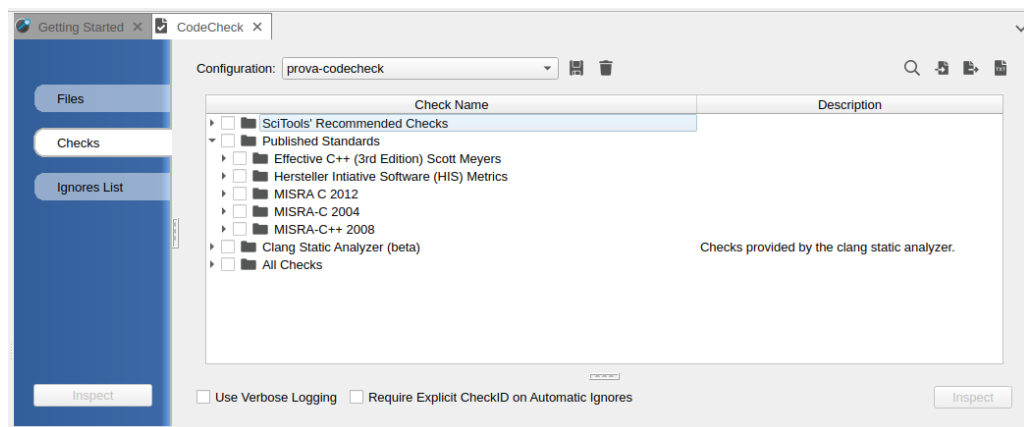 Getting Started
CodeCheck
Configuration: prova-codecheck
TXT
Files
Checks
Ignores List
Inspect
Check Name Description
SciTools' Recommended Checks
Published Standards
Effective C++ (3rd Edition) Scott Meyers
Hersteller Intiative Software (HIS) Metrics
MISRA C 2012
MISRA-C 2004
MISRA-C++ 2008
Clang Static Analyzer (beta) Checks provided by the clang static analyzer.
All Checks
Use Verbose Logging Require Explicit CheckID on Automatic Ignores
Inspect